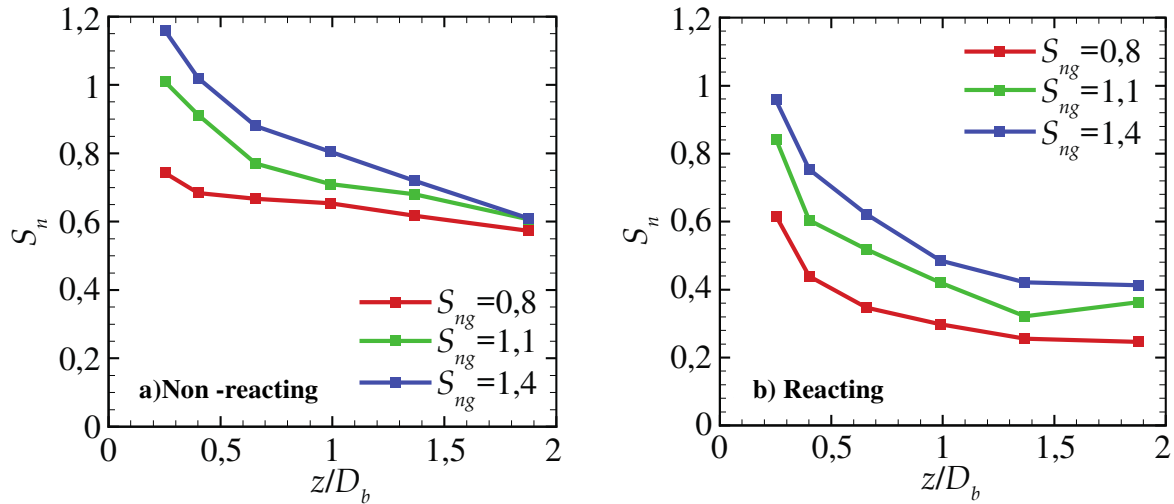 1,2
1
0,8
0,6
0,4
0,2
0
S_n
S_ng=0,8
S_ng=1,1
S_ng=1,4
a)Non -reacting
0 0,5 1 1,5 2
z/D_b
1,2
1
0,8
0,6
0,4
0,2
0
S_n
S_ng=0,8
S_ng=1,1
S_ng=1,4
b) Reacting
0 0,5 1 1,5 2
z/D_b